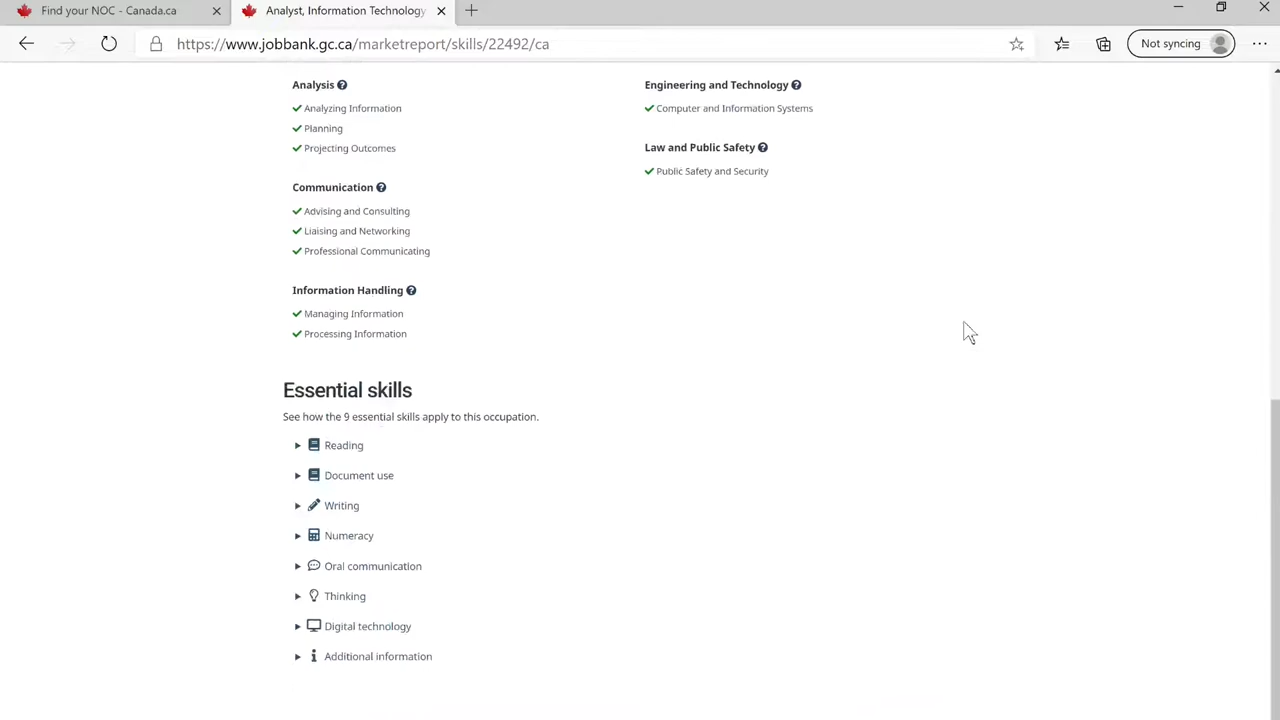 Find your NOC - Canada.ca
Analyst, Information Technology
https://www.jobbank.gc.ca/marketreport/skills/22492/ca
Not syncing
Analysis
Analyzing Information
Planning
Projecting Outcomes
Communication
Advising and Consulting
Liaising and Networking
Professional Communicating
Information Handling
Managing Information
Processing Information
Engineering and Technology
Computer and Information Systems
Law and Public Safety
Public Safety and Security
Essential skills
See how the 9 essential skills apply to this occupation.
Reading
Document use
Writing
Numeracy
Oral communication
Thinking
Digital technology
Additional information